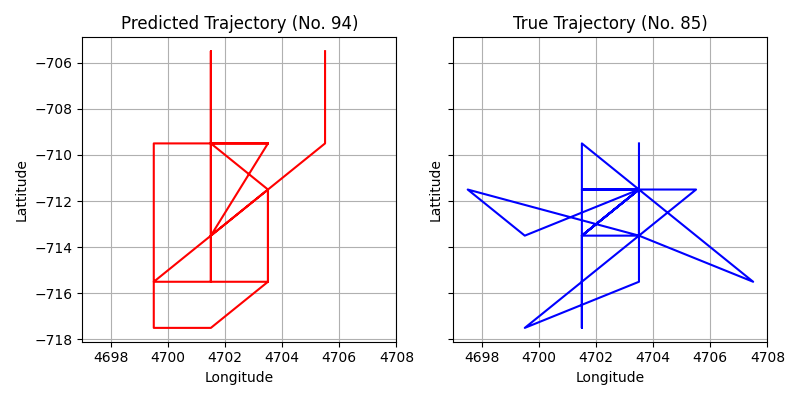 Predicted Trajectory (No. 94)
True Trajectory (No. 85)
Lattitude
−706
−708
−710
−712
−714
−716
−718
4698 4700 4702 4704 4706 4708
Longitude
Lattitude
4698 4700 4702 4704 4706 4708
Longitude